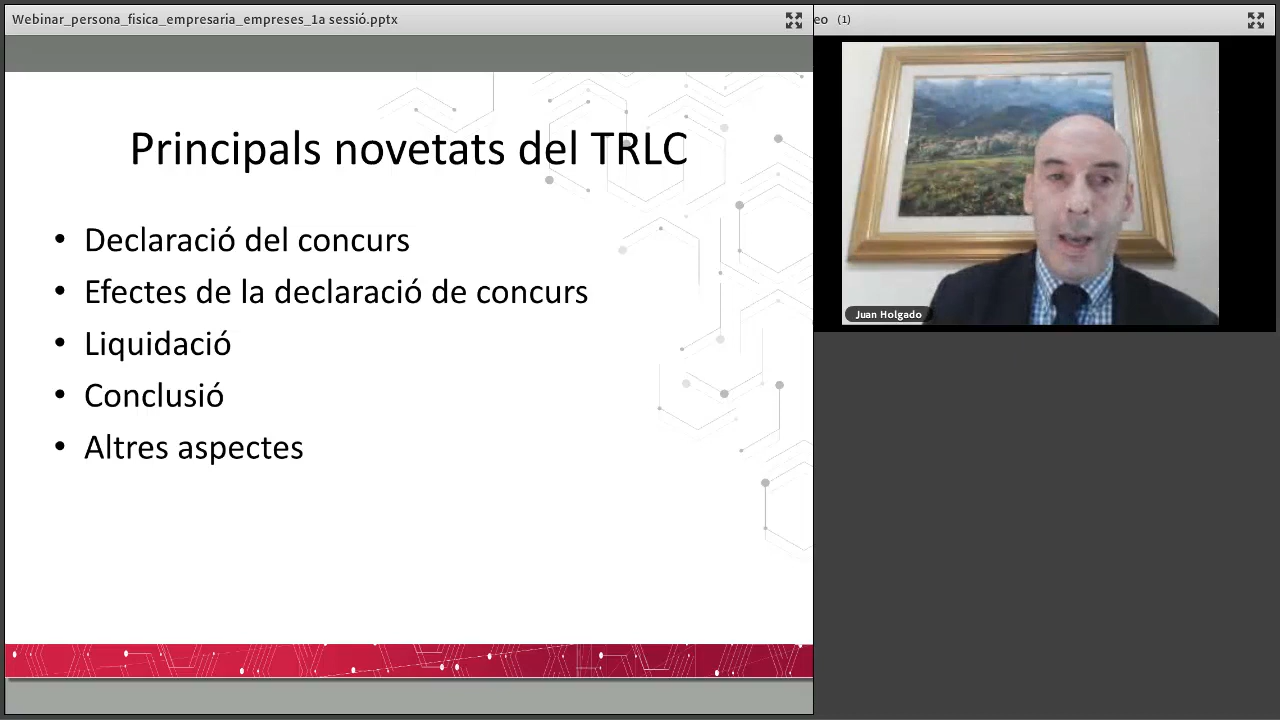 Webinar_persona_fisica_empresaria_empreses_1a sessió.pptx
eo (1)
Principals novetats del TRLC
• Declaració del concurs
• Efectes de la declaració de concurs
• Liquidació
• Conclusió
• Altres aspectes
Juan Holgado